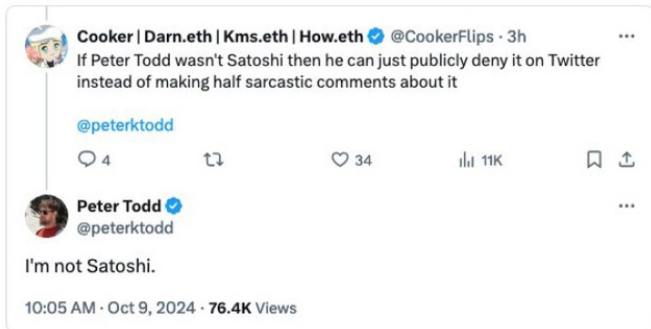 Cooker | Darn.eth | Kms.eth | How.eth @CookerFlips · 3h
If Peter Todd wasn't Satoshi then he can just publicly deny it on Twitter
instead of making half sarcastic comments about it
@peterktodd
4 34 11K
Peter Todd
@peterktodd
I'm not Satoshi.
10:05 AM · Oct 9, 2024 · 76.4K Views